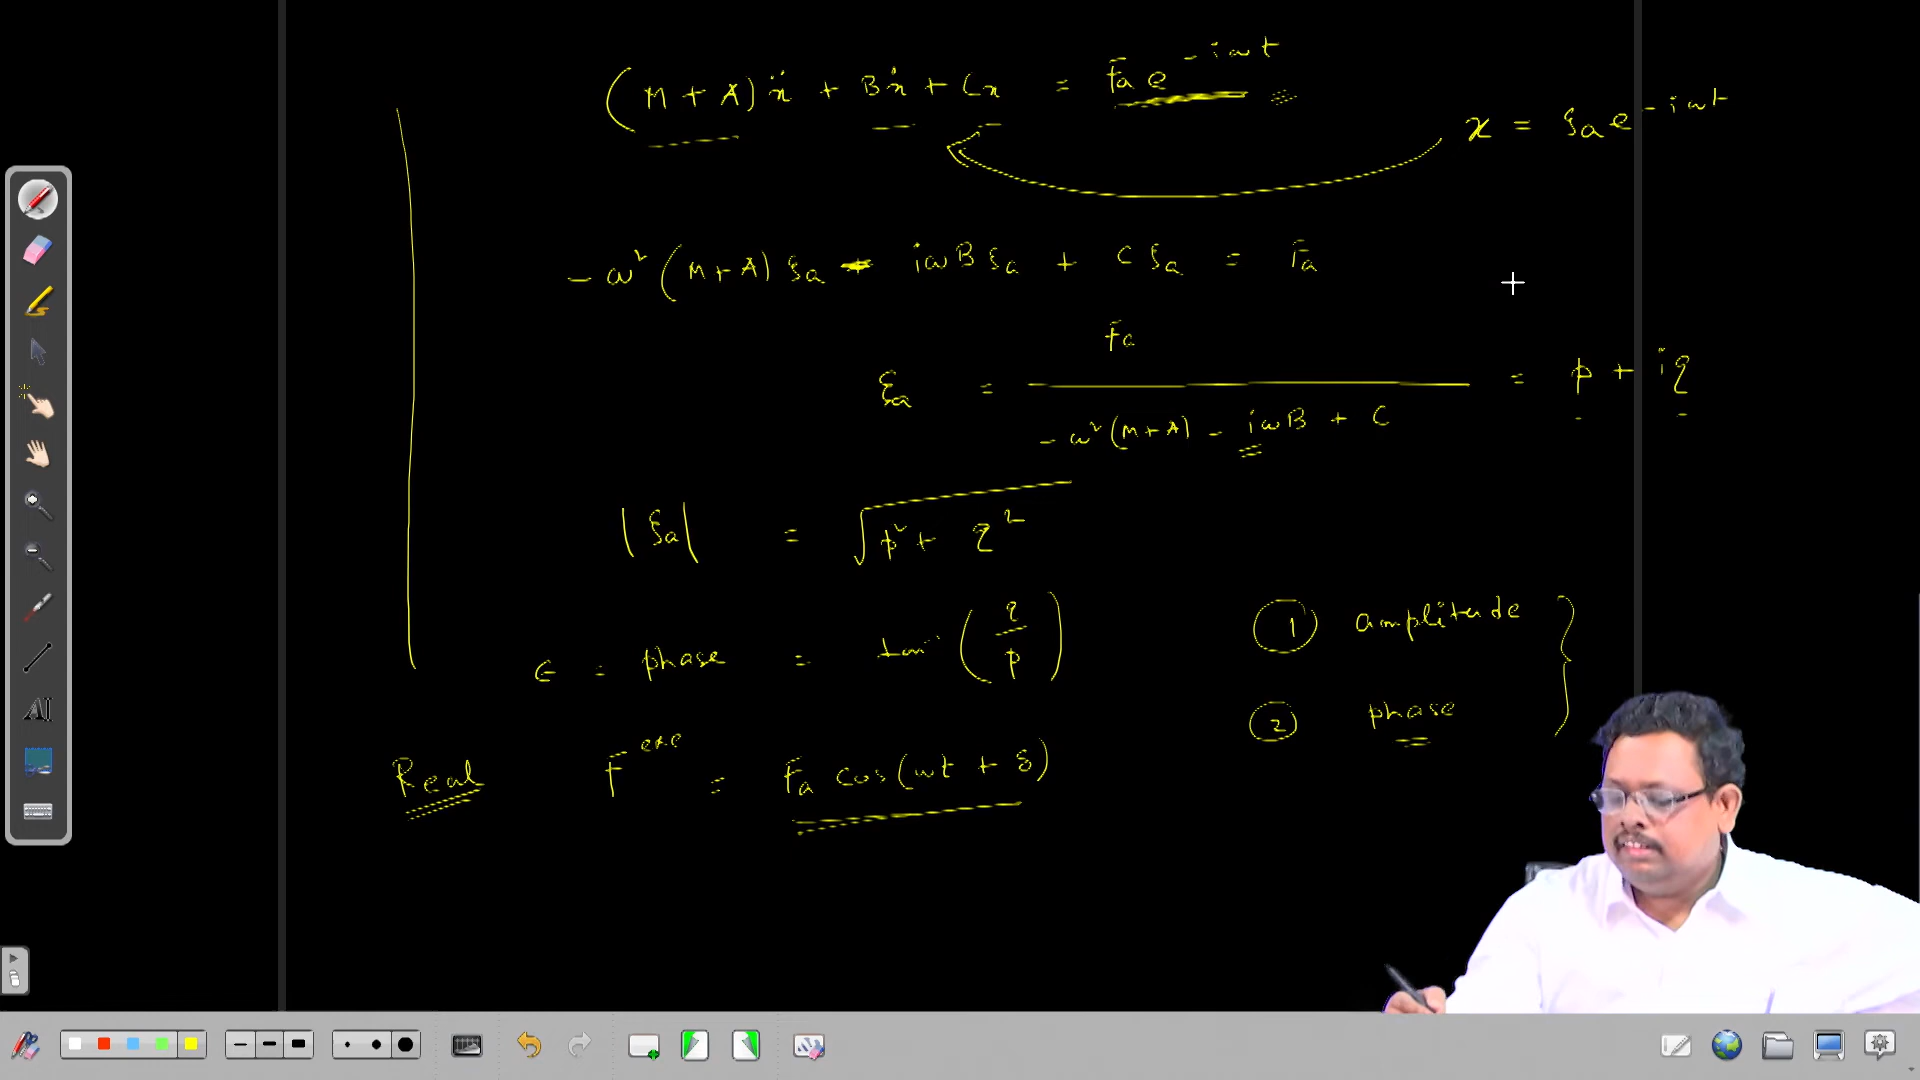 (M + A)ẍ + Bẋ + Cx = Fa e^-iωt
x = ξa e^-iωt
-ω²(M+A) ξa - iωB ξa + C ξa = Fa
ξa = Fa / (-ω²(M+A) - iωB + C) = p + iq
|ξa| = √(p² + q²)
ϵ = phase = tan⁻¹(q/p)
① amplitude
② phase
Real F^exe = Fa cos(ωt + δ)